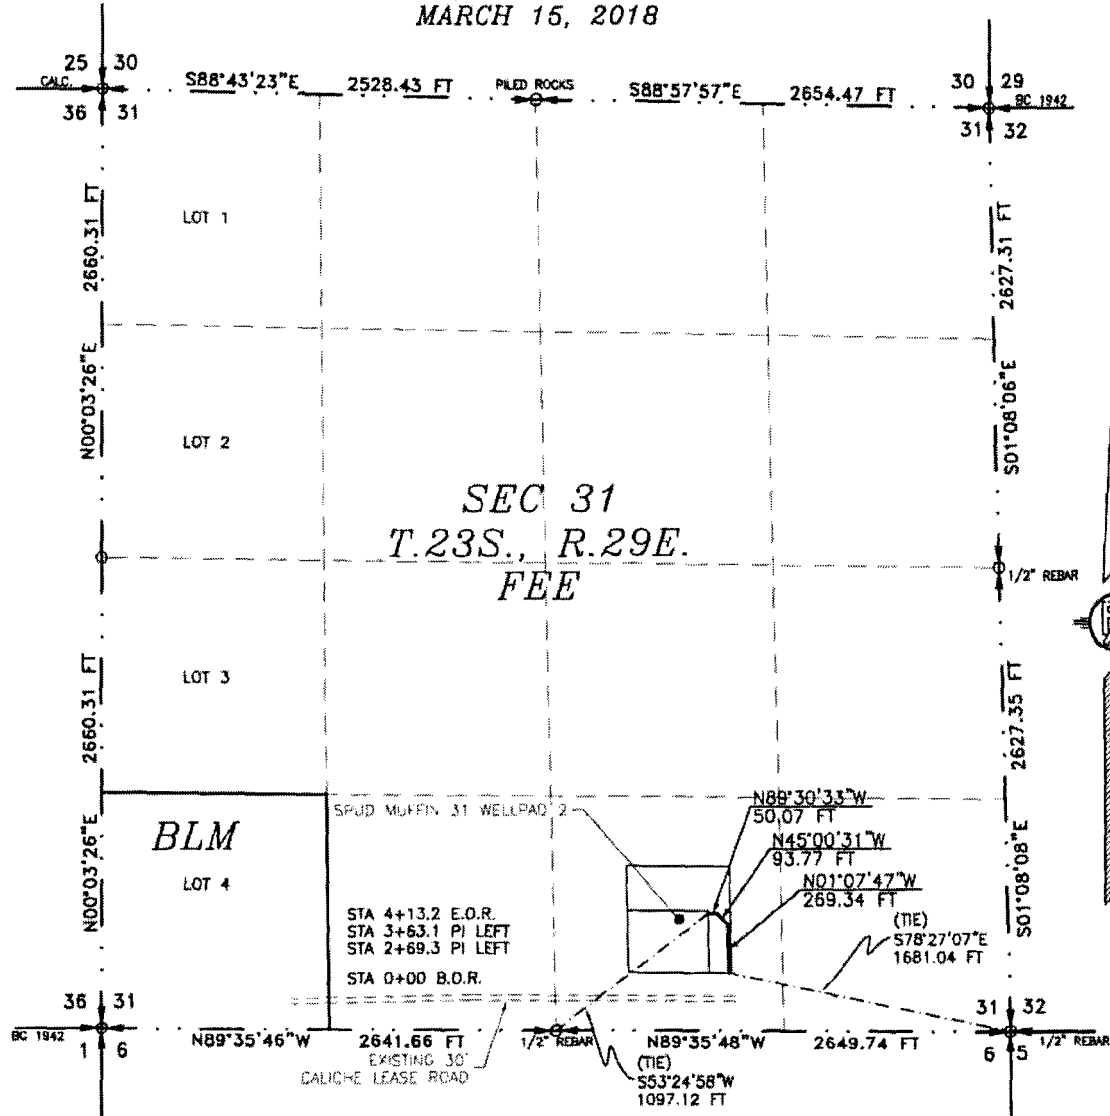 MARCH 15, 2018
25 30
CALC.
36 31
S88°43'23"E 2528.43 FT
PILED ROCKS
S88°57'57"E 2654.47 FT
30 29
BC 1942
31 32
LOT 1
2660.31 FT
N00°03'26"E
2627.31 FT
S01°08'06"E
LOT 2
SEC 31
T.23S., R.29E.
FEE
1/2" REBAR
LOT 3
2660.31 FT
N00°03'26"E
2627.35 FT
S01°08'08"E
SPUD MUFFIN 31 WELLPAD 2
N89°30'33"W
50.07 FT
N45°00'31"W
93.77 FT
N01°07'47"W
269.34 FT
BLM
LOT 4
STA 4+13.2 E.O.R.
STA 3+63.1 PI LEFT
STA 2+69.3 PI LEFT
STA 0+00 B.O.R.
(TIE)
S78°27'07"E
1681.04 FT
36 31
BC 1942
1 6
N89°35'46"W 2641.66 FT
1/2" REBAR
N89°35'48"W 2649.74 FT
31 32
6 5
1/2" REBAR
EXISTING 30'
CALICHE LEASE ROAD
(TIE)
S53°24'58"W
1097.12 FT